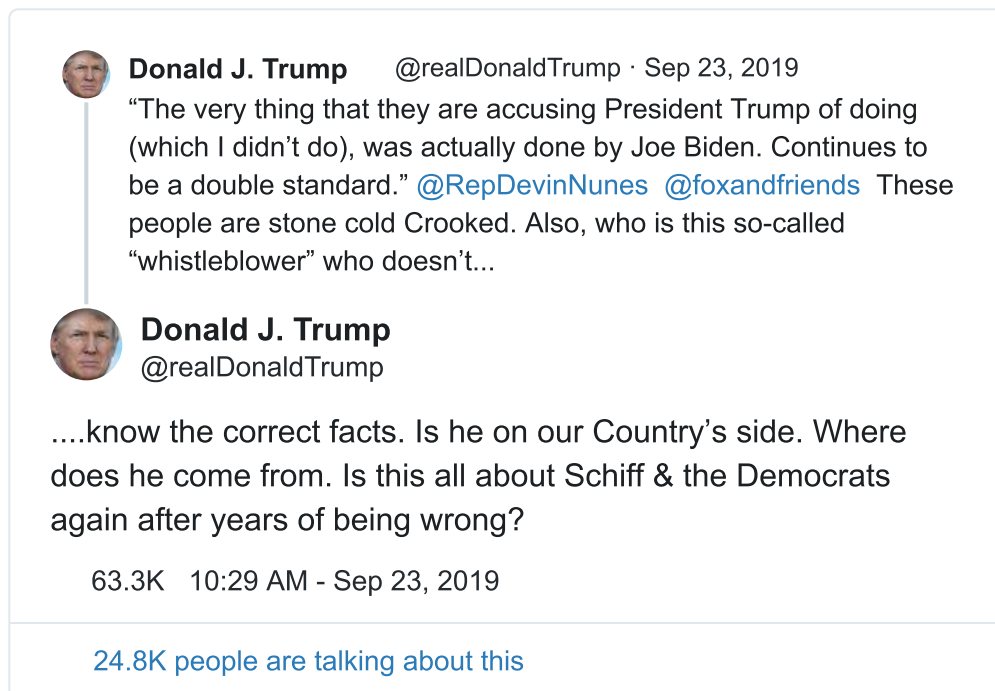 Donald J. Trump @realDonaldTrump · Sep 23, 2019
“The very thing that they are accusing President Trump of doing
(which I didn’t do), was actually done by Joe Biden. Continues to
be a double standard.” @RepDevinNunes @foxandfriends These
people are stone cold Crooked. Also, who is this so-called
“whistleblower” who doesn’t...
Donald J. Trump
@realDonaldTrump
....know the correct facts. Is he on our Country’s side. Where
does he come from. Is this all about Schiff & the Democrats
again after years of being wrong?
63.3K 10:29 AM - Sep 23, 2019
24.8K people are talking about this